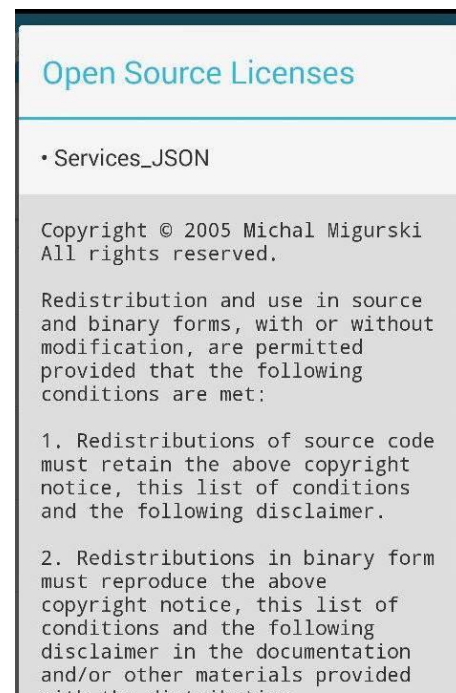 Open Source Licenses
• Services_JSON
Copyright © 2005 Michal Migurski
All rights reserved.
Redistribution and use in source
and binary forms, with or without
modification, are permitted
provided that the following
conditions are met:
1. Redistributions of source code
must retain the above copyright
notice, this list of conditions
and the following disclaimer.
2. Redistributions in binary form
must reproduce the above
copyright notice, this list of
conditions and the following
disclaimer in the documentation
and/or other materials provided